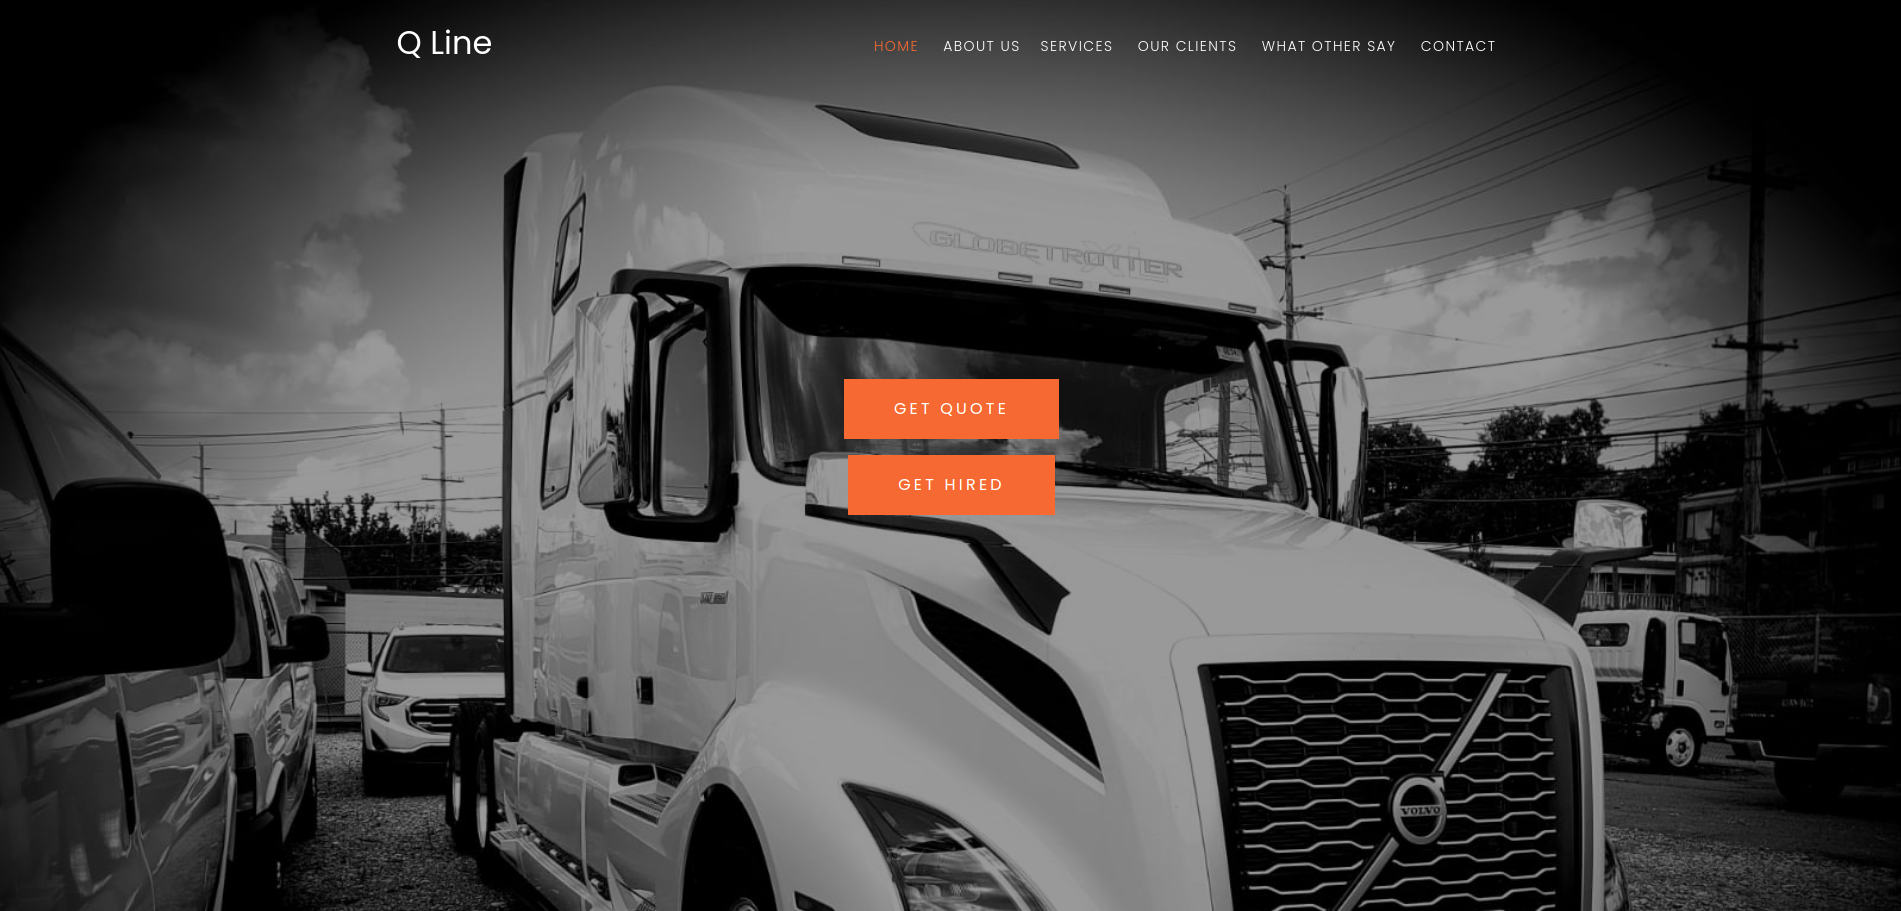 Q Line
HOME ABOUT US SERVICES OUR CLIENTS WHAT OTHER SAY CONTACT
GLOBETROTTER XL
GET QUOTE
GET HIRED
VOLVO